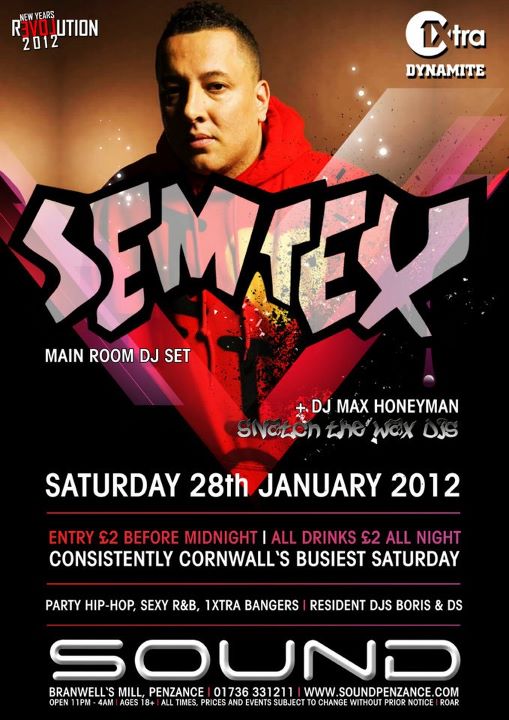 NEW YEARS
REVOLUTION
2012
1Xtra
DYNAMITE
SEMTEX
MAIN ROOM DJ SET
+ DJ MAX HONEYMAN
SNATCH THE WAX DJS
SATURDAY 28th JANUARY 2012
ENTRY £2 BEFORE MIDNIGHT | ALL DRINKS £2 ALL NIGHT
CONSISTENTLY CORNWALL'S BUSIEST SATURDAY
PARTY HIP-HOP, SEXY R&B, 1XTRA BANGERS | RESIDENT DJS BORIS & DS
SOUND
BRANWELL'S MILL, PENZANCE | 01736 331211 | WWW.SOUNDPENZANCE.COM
OPEN 11PM - 4AM | AGES 18+ | ALL TIMES, PRICES AND EVENTS SUBJECT TO CHANGE WITHOUT PRIOR NOTICE | ROAR